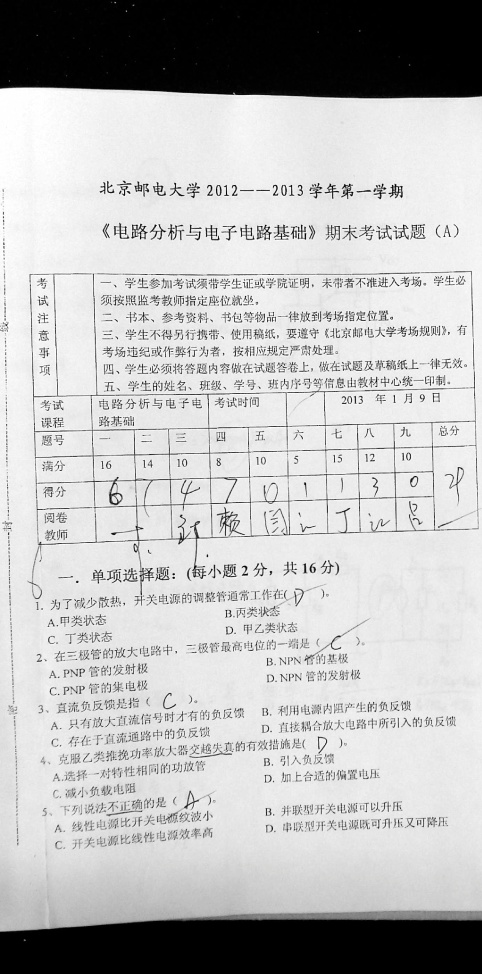 北京邮电大学 2012——2013 学年第一学期
《电路分析与电子电路基础》期末考试试题（A）
考试注意事项
一、学生参加考试须带学生证或学院证明，未带者不准进入考场。学生必
须按照监考教师指定座位就坐。
二、书本、参考资料、书包等物品一律放到考场指定位置。
三、学生不得另行携带、使用稿纸，要遵守《北京邮电大学考场规则》，有
考场违纪或作弊行为者，按相应规定严肃处理。
四、学生必须将答题内容做在试题答卷上，做在试题及草稿纸上一律无效。
五、学生的姓名、班级、学号、班内序号等信息由教材中心统一印制。
考试课程 电路分析与电子电路基础 考试时间 2013 年 1 月 9 日
题号 一 二 三 四 五 六 七 八 九 总分
满分 16 14 10 8 10 5 15 12 10
得分 6 1 4 7 0 1 1 3 0 24
阅卷教师
一．单项选择题：(每小题 2 分，共 16 分)
1. 为了减少散热，开关电源的调整管通常工作在( D )。
A.甲类状态 B.丙类状态
C. 丁类状态 D. 甲乙类状态
2、在三极管的放大电路中，三极管最高电位的一端是（ C ）。
A. PNP 管的发射极 B. NPN 管的基极
C. PNP 管的集电极 D. NPN 管的发射极
3、直流负反馈是指（ C ）。
A. 只有放大直流信号时才有的负反馈 B. 利用电源内阻产生的负反馈
C. 存在于直流通路中的负反馈 D. 直接耦合放大电路中所引入的负反馈
4、克服乙类推挽功率放大器交越失真的有效措施是( D )。
A.选择一对特性相同的功放管 B. 引入负反馈
C. 减小负载电阻 D. 加上合适的偏置电压
5、下列说法不正确的是（ A ）。
A. 线性电源比开关电源纹波小 B. 并联型开关电源可以升压
C. 开关电源比线性电源效率高 D. 串联型开关电源既可升压又可降压